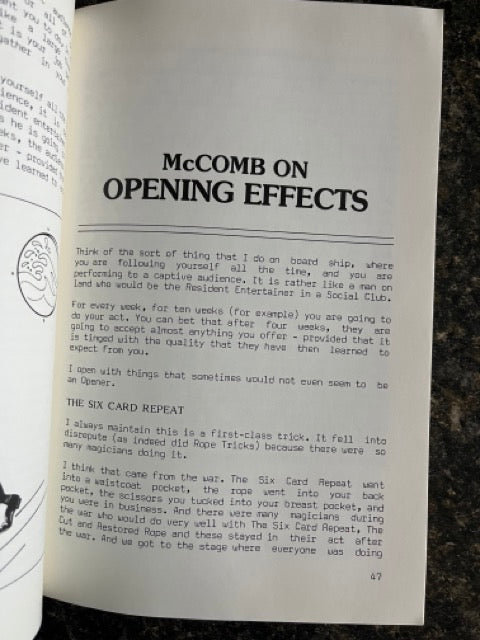 McCOMB ON
OPENING EFFECTS
Think of the sort of thing that I do on board ship, where
you are following yourself all the time, and you are
performing to a captive audience. It is rather like a man on
land who would be the Resident Entertainer in a Social Club.
For every week, for ten weeks (for example) you are going to
do your act. You can bet that after four weeks, they are
going to accept almost anything you offer - provided that it
is tinged with the quality that they have then learned to
expect from you.
I open with things that sometimes would not even seem to be
an Opener.
THE SIX CARD REPEAT
I always maintain this is a first-class trick. It fell into
disrepute (as indeed did Rope Tricks) because there were so
many magicians doing it.
I think that came from the war. The Six Card Repeat went
into a waistcoat pocket, the rope went into your back
pocket, the scissors you tucked into your breast pocket, and
you were in business. And there were many magicians during
the war who would do very well with The Six Card Repeat, The
Cut and Restored Rope and these stayed in their act after
the war. And we got to the stage where everyone was doing
47